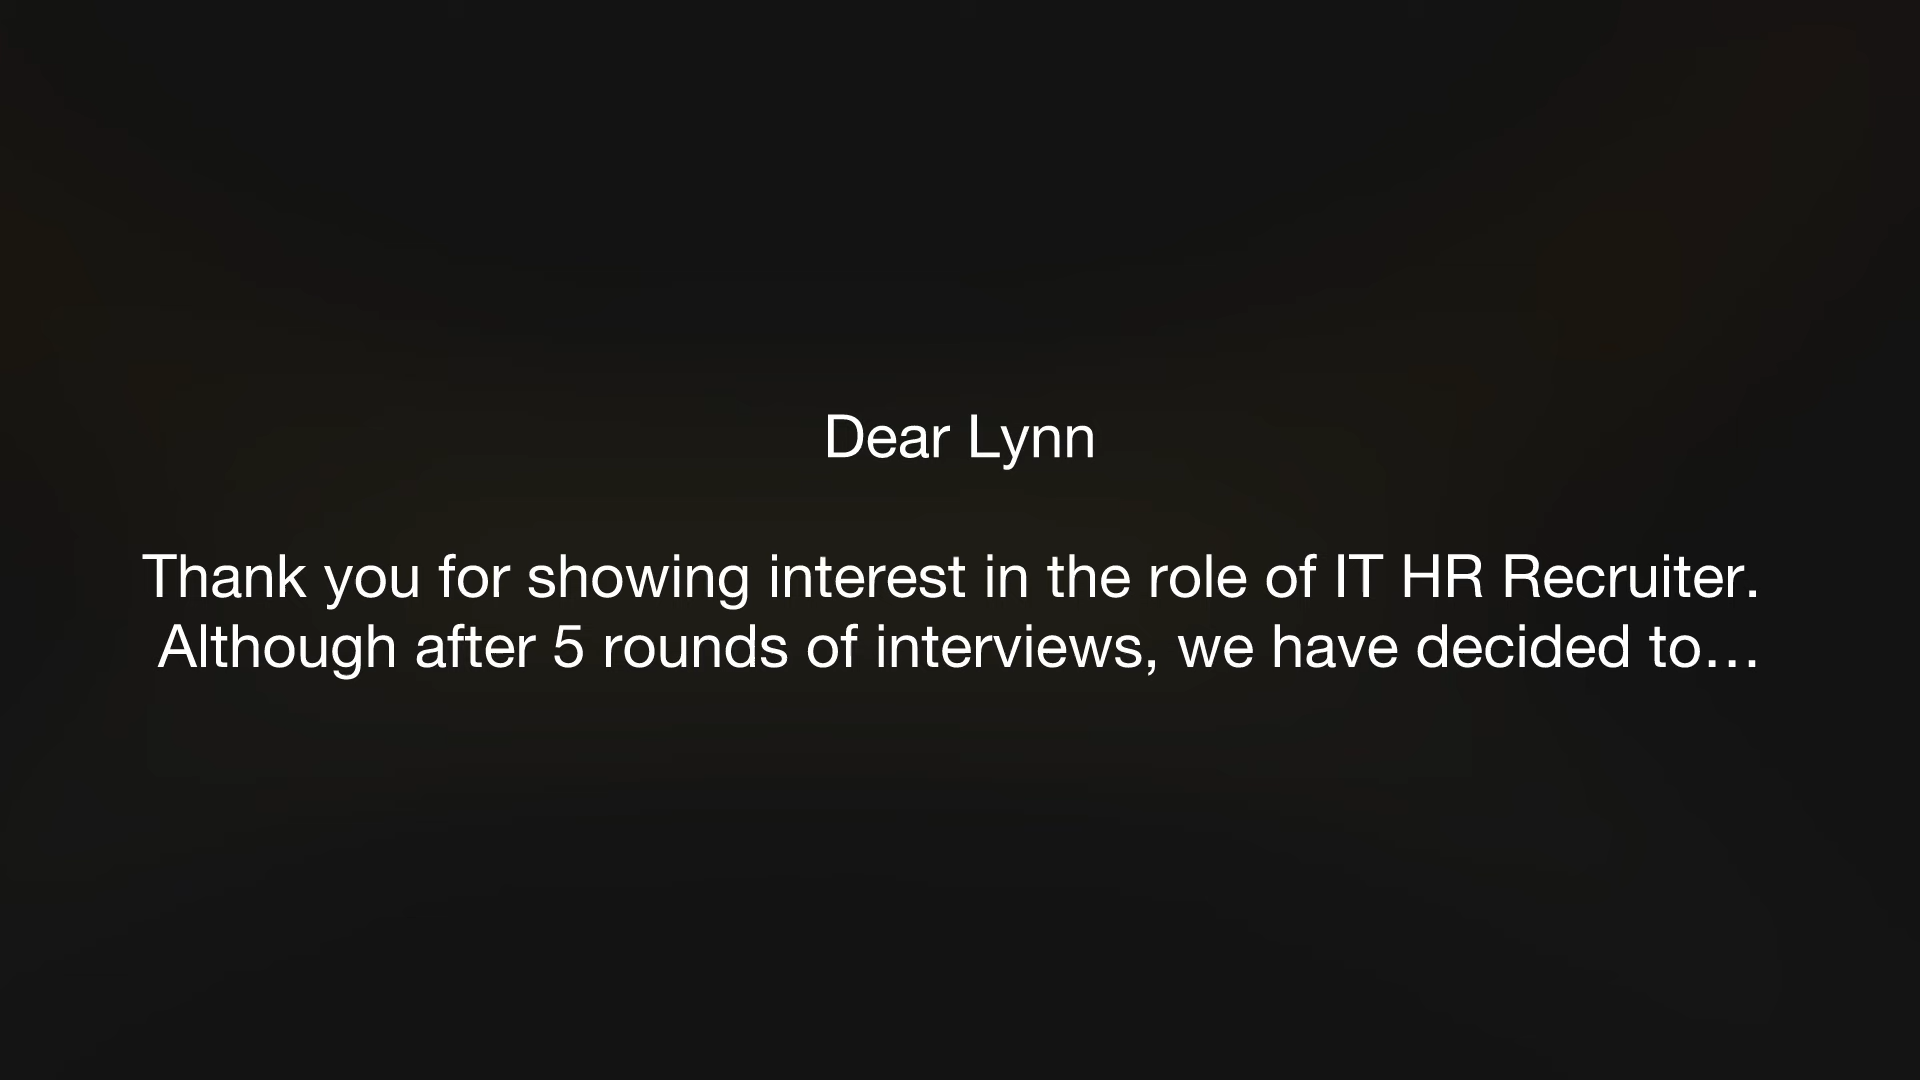 Dear Lynn
Thank you for showing interest in the role of IT HR Recruiter.
Although after 5 rounds of interviews, we have decided to…